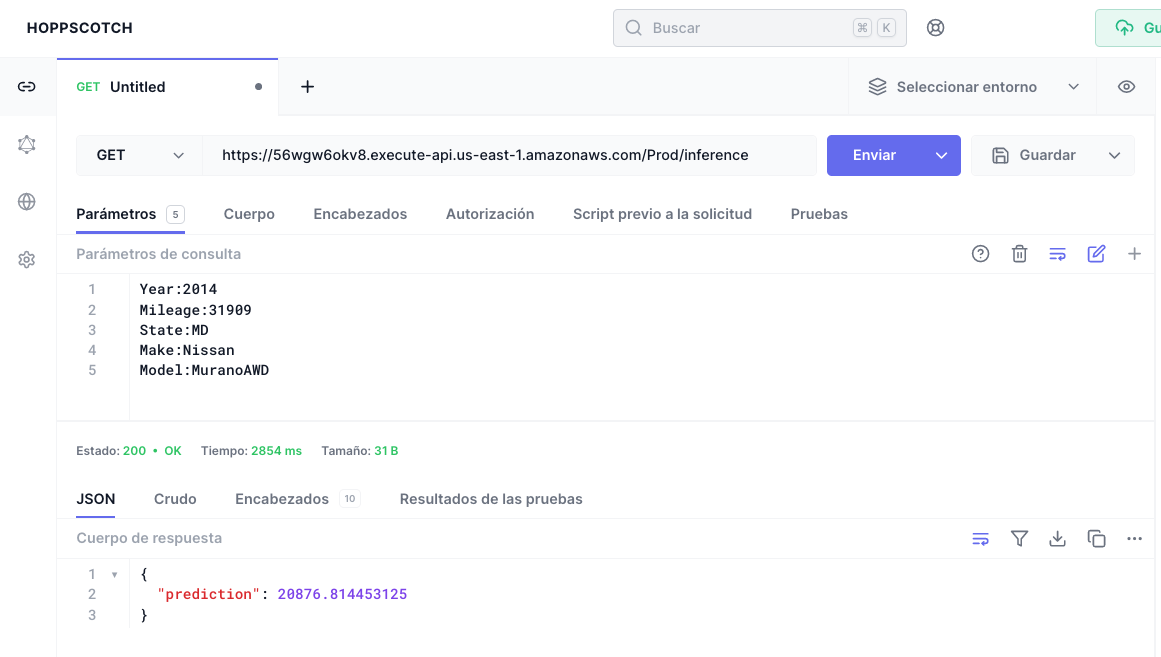 HOPPSCOTCH
Buscar
⌘ K
Gu
GET Untitled
Seleccionar entorno
GET
https://56wgw6okv8.execute-api.us-east-1.amazonaws.com/Prod/inference
Enviar
Guardar
Parámetros 5
Cuerpo
Encabezados
Autorización
Script previo a la solicitud
Pruebas
Parámetros de consulta
1 Year:2014
2 Mileage:31909
3 State:MD
4 Make:Nissan
5 Model:MuranoAWD
Estado: 200 • OK Tiempo: 2854 ms Tamaño: 31 B
JSON
Crudo
Encabezados 10
Resultados de las pruebas
Cuerpo de respuesta
1 {
2 "prediction": 20876.814453125
3 }